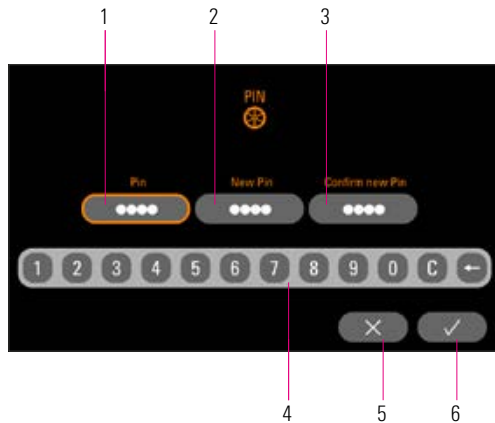 1 2 3
PIN
Pin New Pin Confirm new Pin
1 2 3 4 5 6 7 8 9 0 C ←
4 5 6